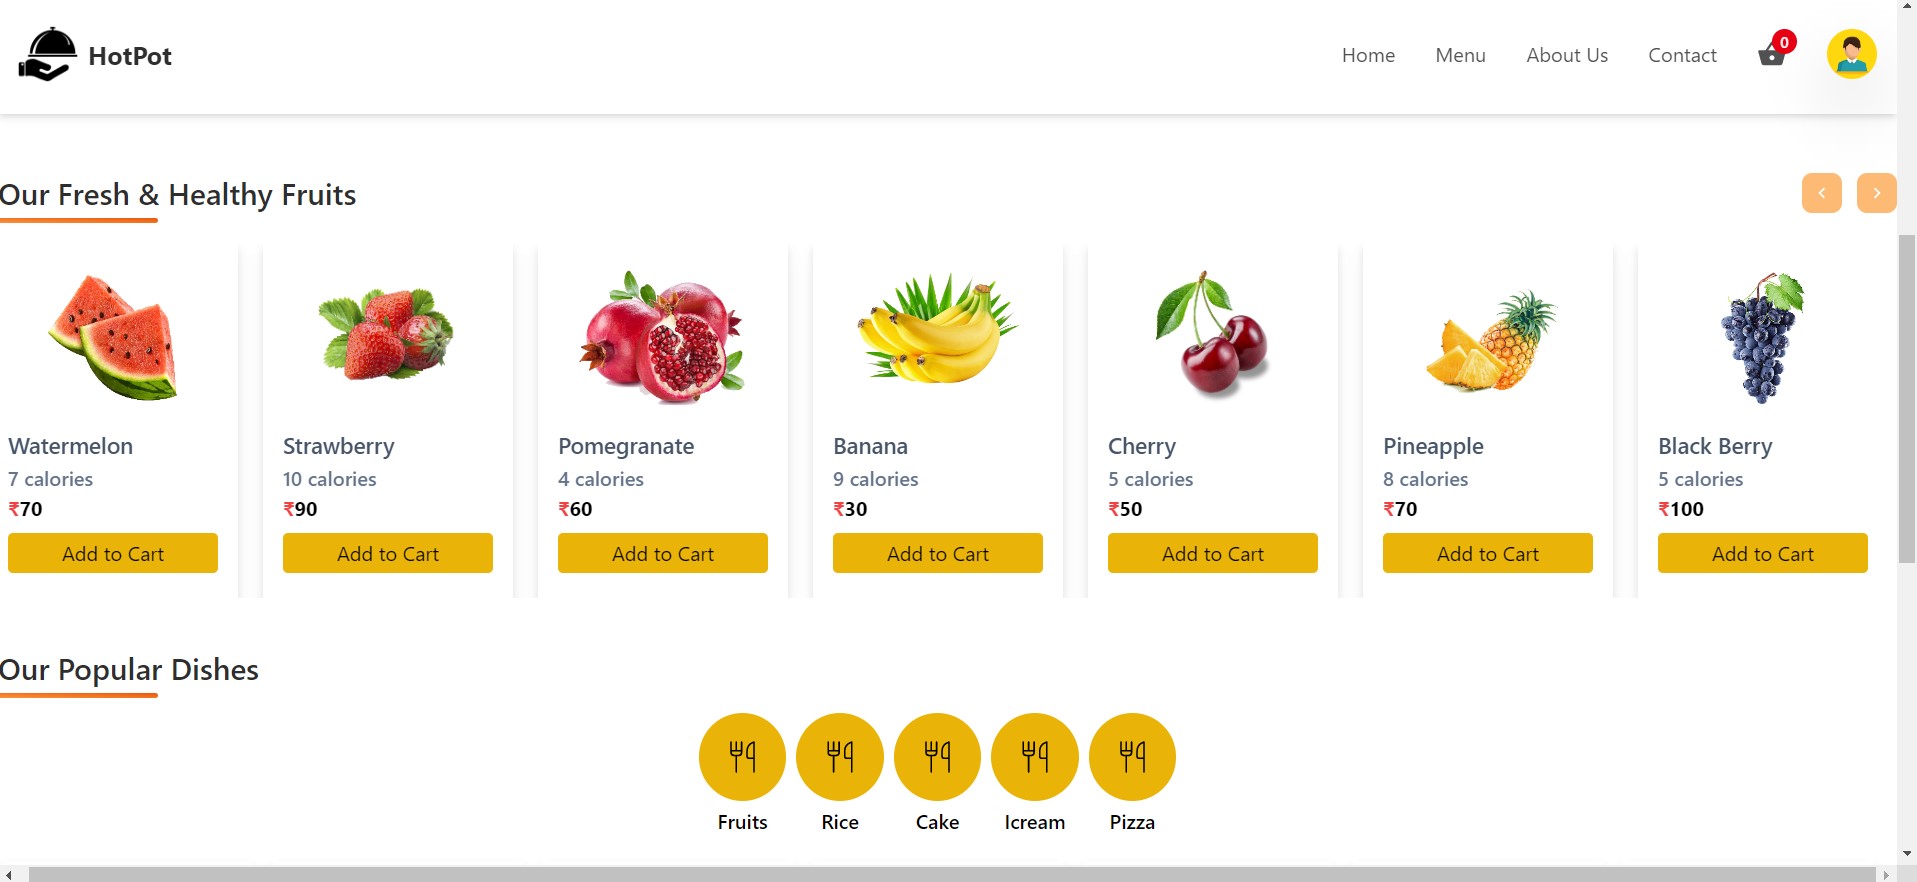 HotPot
Home Menu About Us Contact 0
Our Fresh & Healthy Fruits
Watermelon Strawberry Pomegranate Banana Cherry Pineapple Black Berry
7 calories 10 calories 4 calories 9 calories 5 calories 8 calories 5 calories
₹70 ₹90 ₹60 ₹30 ₹50 ₹70 ₹100
Add to Cart Add to Cart Add to Cart Add to Cart Add to Cart Add to Cart Add to Cart
Our Popular Dishes
Fruits Rice Cake Icream Pizza